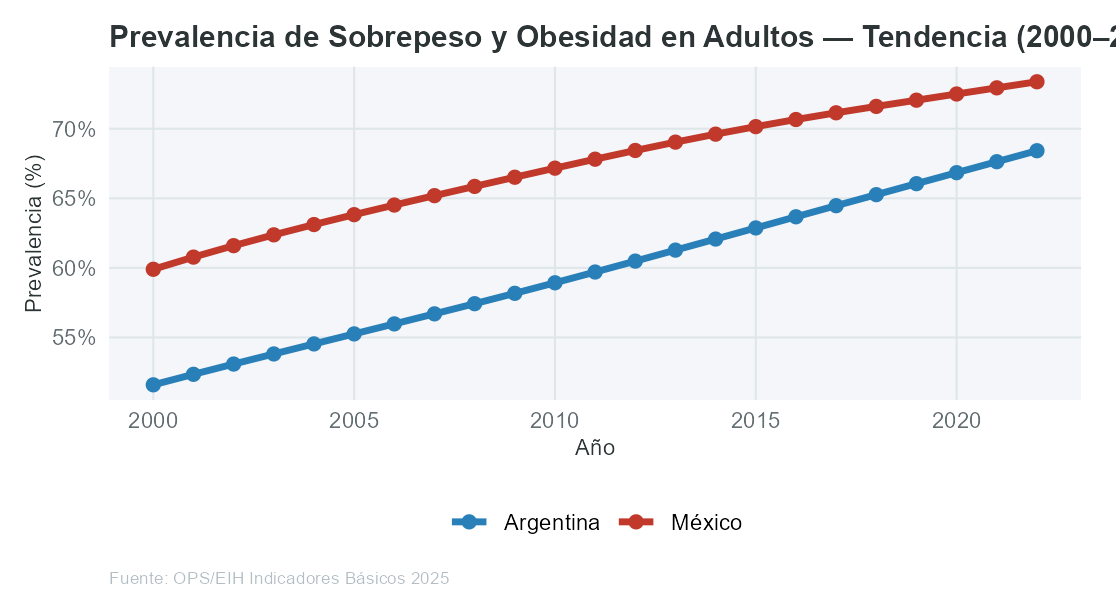 Prevalencia de Sobrepeso y Obesidad en Adultos — Tendencia (2000–
Prevalencia (%)
70%
65%
60%
55%
2000 2005 2010 2015 2020
Año
Argentina México
Fuente: OPS/EIH Indicadores Básicos 2025